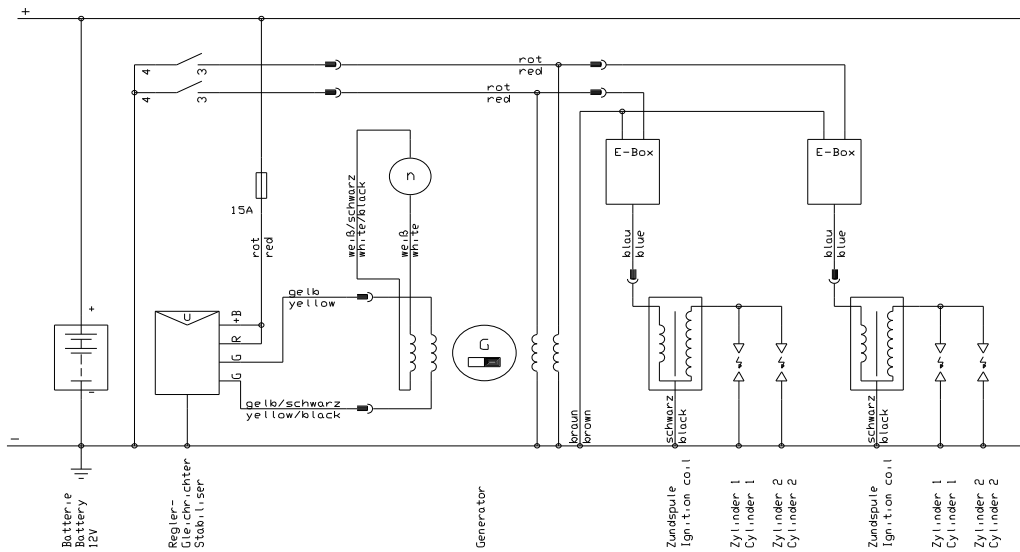 +
4
3
rot
red
4
3
rot
red
E-Box
E-Box
n
15A
weiß/schwarz
white/black
weiß
white
rot
red
blau
blue
blau
blue
gelb
yellow
+
U
+B
R
G
G
G
-
gelb/schwarz
yellow/black
braun
brown
schwarz
black
schwarz
black
-
Batterie
Battery
12V
Regler-
Gleichrichter
Stabiliser
Generator
Zundspule
Ignition coil
Zylinder 1
Cylinder 1
Zylinder 2
Cylinder 2
Zundspule
Ignition coil
Zylinder 1
Cylinder 1
Zylinder 2
Cylinder 2